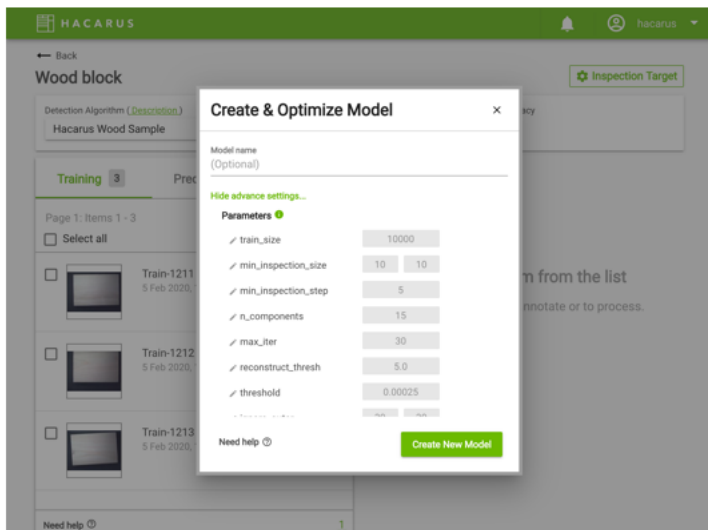 HACARUS
hacarus
Back
Wood block
Inspection Target
Detection Algorithm (Description)
Hacarus Wood Sample
Training 3
Page 1: Items 1 - 3
Select all
Train-1211
5 Feb 2020,
Train-1212
5 Feb 2020,
Train-1213
5 Feb 2020,
Need help
1
m from the list
nnotate or to process.
Create & Optimize Model
Model name
(Optional)
Hide advance settings...
Parameters
train_size 10000
min_inspection_size 10 10
min_inspection_step 5
n_components 15
max_iter 30
reconstruct_thresh 5.0
threshold 0.00025
Need help
Create New Model